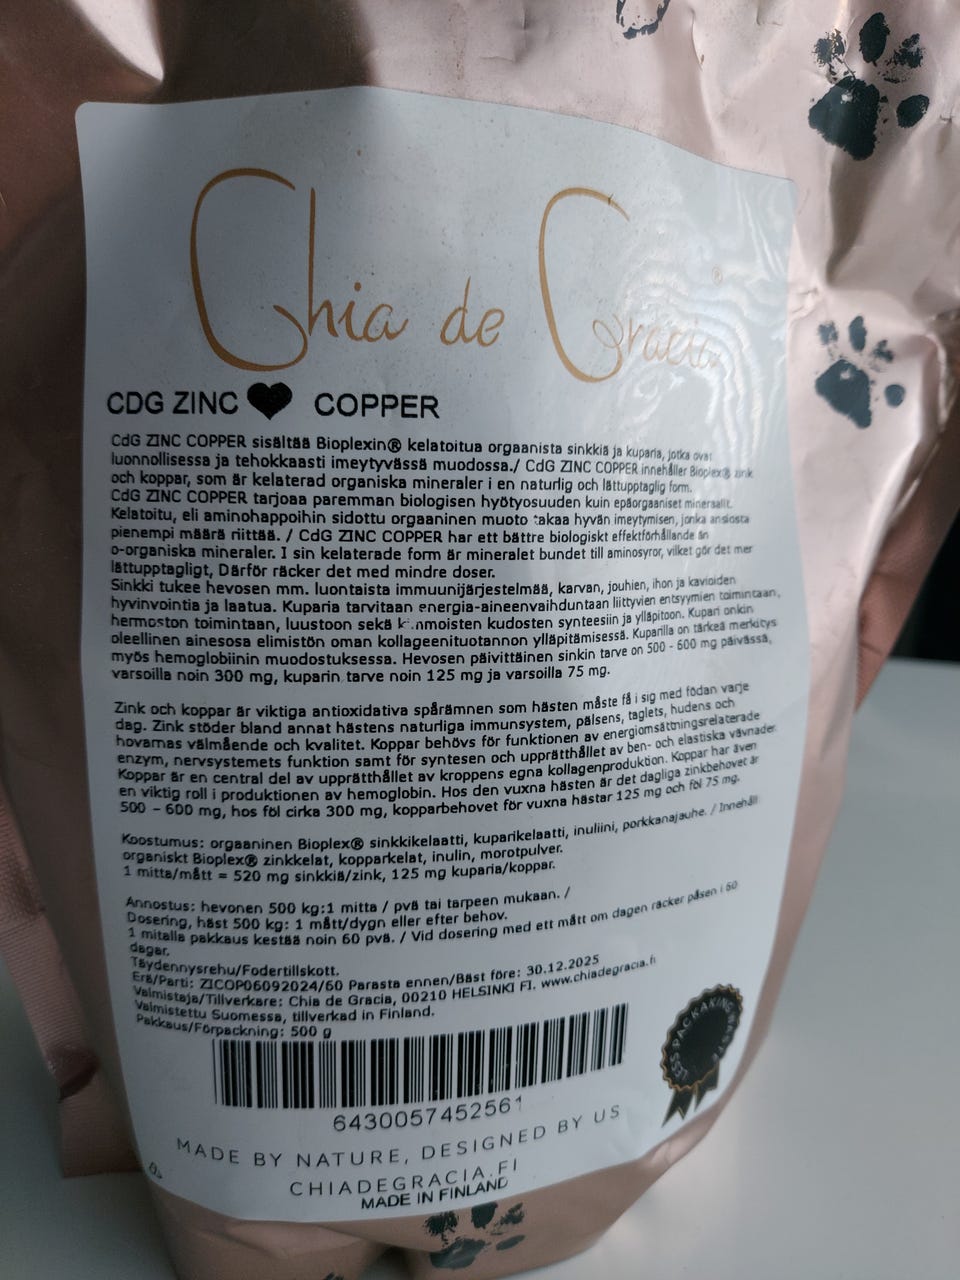 Chia de Gracia®
CDG ZINC COPPER
CdG ZINC COPPER sisältää Bioplexin® kelatoitua orgaanista sinkkiä ja kuparia, jotka ovat
luonnollisessa ja tehokkaasti imeytyvässä muodossa./ CdG ZINC COPPER innehåller Bioplex® zink
och koppar, som är kelaterad organiska mineraler i en naturlig och lättupptaglig form.
CdG ZINC COPPER tarjoaa paremman biologisen hyötyosuuden kuin epäorgaaniset mineraalit.
Kelatoitu, eli aminohappoihin sidottu orgaaninen muoto takaa hyvän imeytymisen, jonka ansiosta
pienempi määrä riittää. / CdG ZINC COPPER har ett bättre biologiskt effektförhållande än
o-organiska mineraler. I sin kelaterade form är mineralet bundet till aminosyror, vilket gör det mer
lättupptagligt, Därför räcker det med mindre doser.
Sinkki tukee hevosen mm. luontaista immuunijärjestelmää, karvan, jouhien, ihon ja kavioiden
hyvinvointia ja laatua. Kuparia tarvitaan energia-aineenvaihduntaan liittyvien entsyymien toimintaan,
hermoston toimintaan, luustoon sekä kimmoisten kudosten synteesiin ja ylläpitoon. Kupari onkin
oleellinen ainesosa elimistön oman kollageenituotannon ylläpitämisessä. Kuparilla on tärkeä merkitys
myös hemoglobiinin muodostuksessa. Hevosen päivittäinen sinkin tarve on 500 - 600 mg päivässä,
varsoilla noin 300 mg, kuparin tarve noin 125 mg ja varsoilla 75 mg.
Zink och koppar är viktiga antioxidativa spårämnen som hästen måste få i sig med födan varje
dag. Zink stöder bland annat hästens naturliga immunsystem, pälsens, taglets, hudens och
hovarnas välmående och kvalitet. Koppar behövs för funktionen av energiomsättningsrelaterade
enzym, nervsystemets funktion samt för syntesen och upprätthållet av ben- och elastiska vävnader.
Koppar är en central del av upprätthållet av kroppens egna kollagenproduktion. Koppar har även
en viktig roll i produktionen av hemoglobin. Hos den vuxna hästen är det dagliga zinkbehovet är
500 – 600 mg, hos föl cirka 300 mg, kopparbehovet för vuxna hästar 125 mg och föl 75 mg.
Koostumus: orgaaninen Bioplex® sinkkikelaatti, kuparikelaatti, inuliini, porkkanajauhe. / Innehåll:
organiskt Bioplex® zinkkelat, kopparkelat, inulin, morotpulver.
1 mitta/mått = 520 mg sinkkiä/zink, 125 mg kuparia/koppar.
Annostus: hevonen 500 kg:1 mitta / pvä tai tarpeen mukaan. /
Dosering, häst 500 kg: 1 mått/dygn eller efter behov.
1 mitalla pakkaus kestää noin 60 pvä. / Vid dosering med ett mått om dagen räcker påsen i 60
dagar.
Täydennysrehu/Fodertillskott.
Erä/Parti: ZICOP06092024/60 Parasta ennen/Bäst före: 30.12.2025
Valmistaja/Tillverkare: Chia de Gracia, 00210 HELSINKI FI. www.chiadegracia.fi
Valmistettu Suomessa, tillverkad in Finland.
Pakkaus/Förpackning: 500 g
LESS PACKAKING WASTE
6430057452561
MADE BY NATURE, DESIGNED BY US
CHIADEGRACIA.FI
MADE IN FINLAND